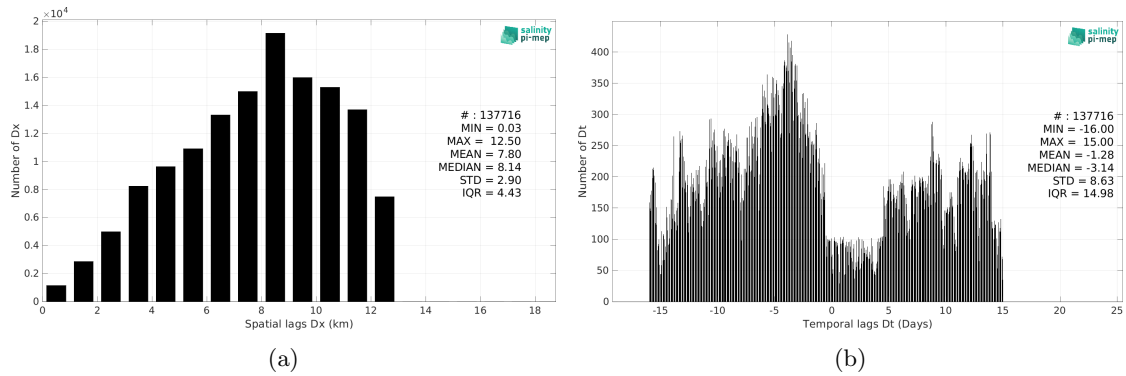 ×10⁴
2
1.8
1.6
1.4
1.2
1
0.8
0.6
0.4
0.2
0
Number of Dx
0 2 4 6 8 10 12 14 16 18
Spatial lags Dx (km)
salinity
pi-mep
# : 137716
MIN = 0.03
MAX = 12.50
MEAN = 7.80
MEDIAN = 8.14
STD = 2.90
IQR = 4.43
(a)
400
350
300
250
200
150
100
50
0
Number of Dt
-15 -10 -5 0 5 10 15 20 25
Temporal lags Dt (Days)
salinity
pi-mep
# : 137716
MIN = -16.00
MAX = 15.00
MEAN = -1.28
MEDIAN = -3.14
STD = 8.63
IQR = 14.98
(b)